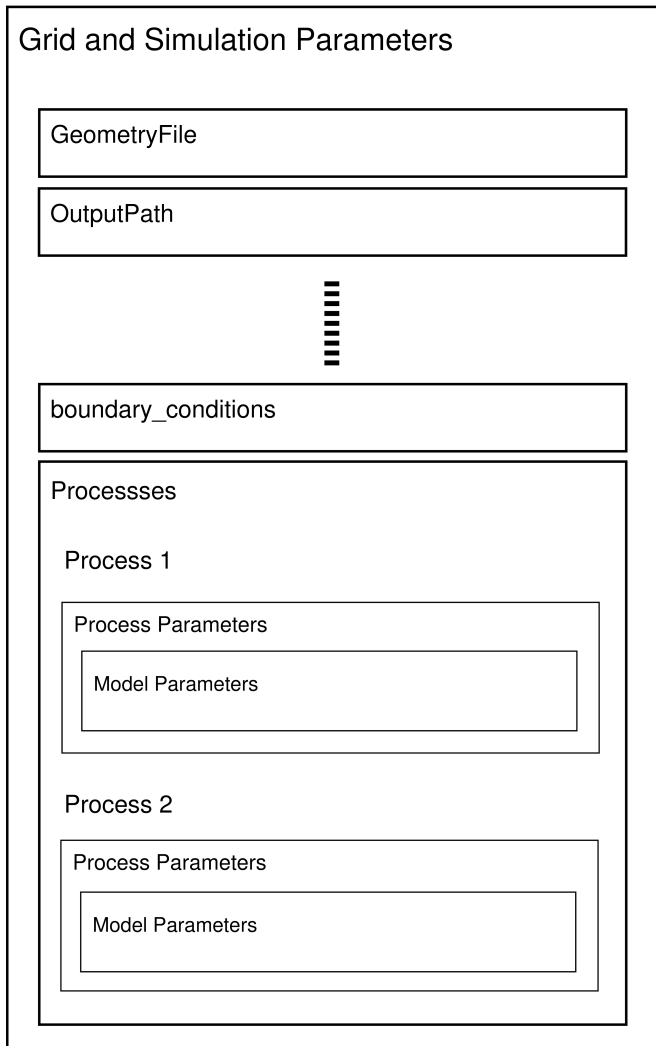 Grid and Simulation Parameters
GeometryFile
OutputPath
boundary_conditions
Processses
Process 1
Process Parameters
Model Parameters
Process 2
Process Parameters
Model Parameters